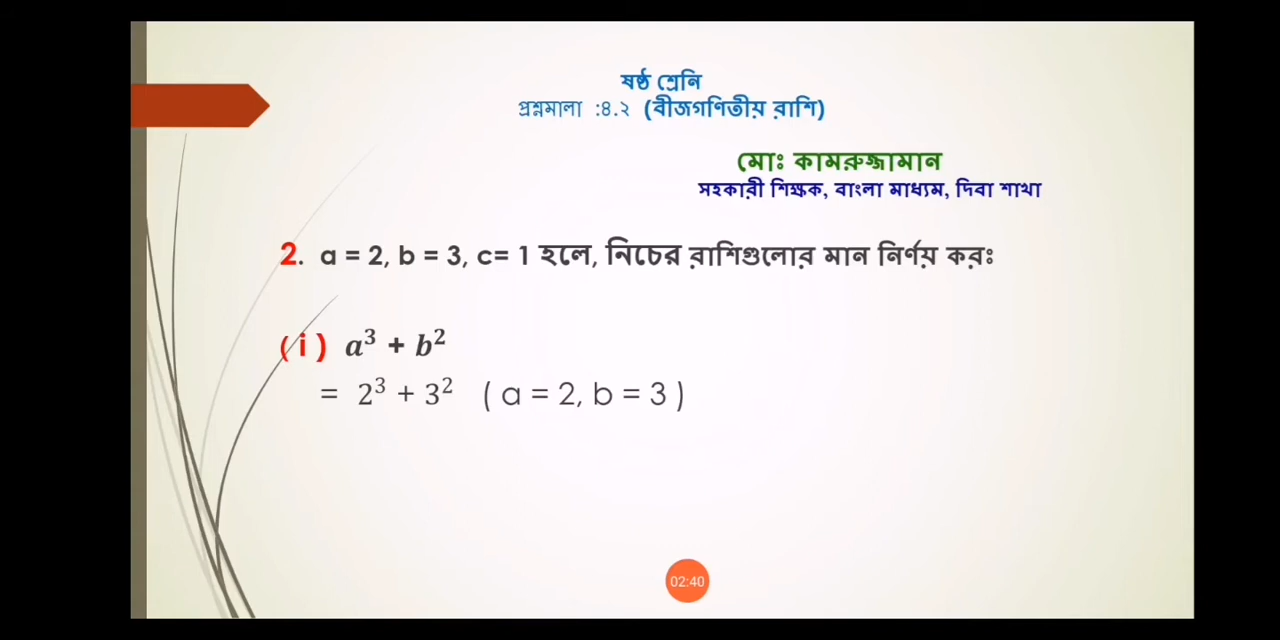 ষষ্ঠ শ্রেনি
প্রশ্নমালা :৪.২ (বীজগণিতীয় রাশি)
মোঃ কামরুজ্জামান
সহকারী শিক্ষক, বাংলা মাধ্যম, দিবা শাখা
2. a = 2, b = 3, c= 1 হলে, নিচের রাশিগুলোর মান নির্ণয় করঃ
( i ) a³ + b²
= 2³ + 3² ( a = 2, b = 3 )
02:40